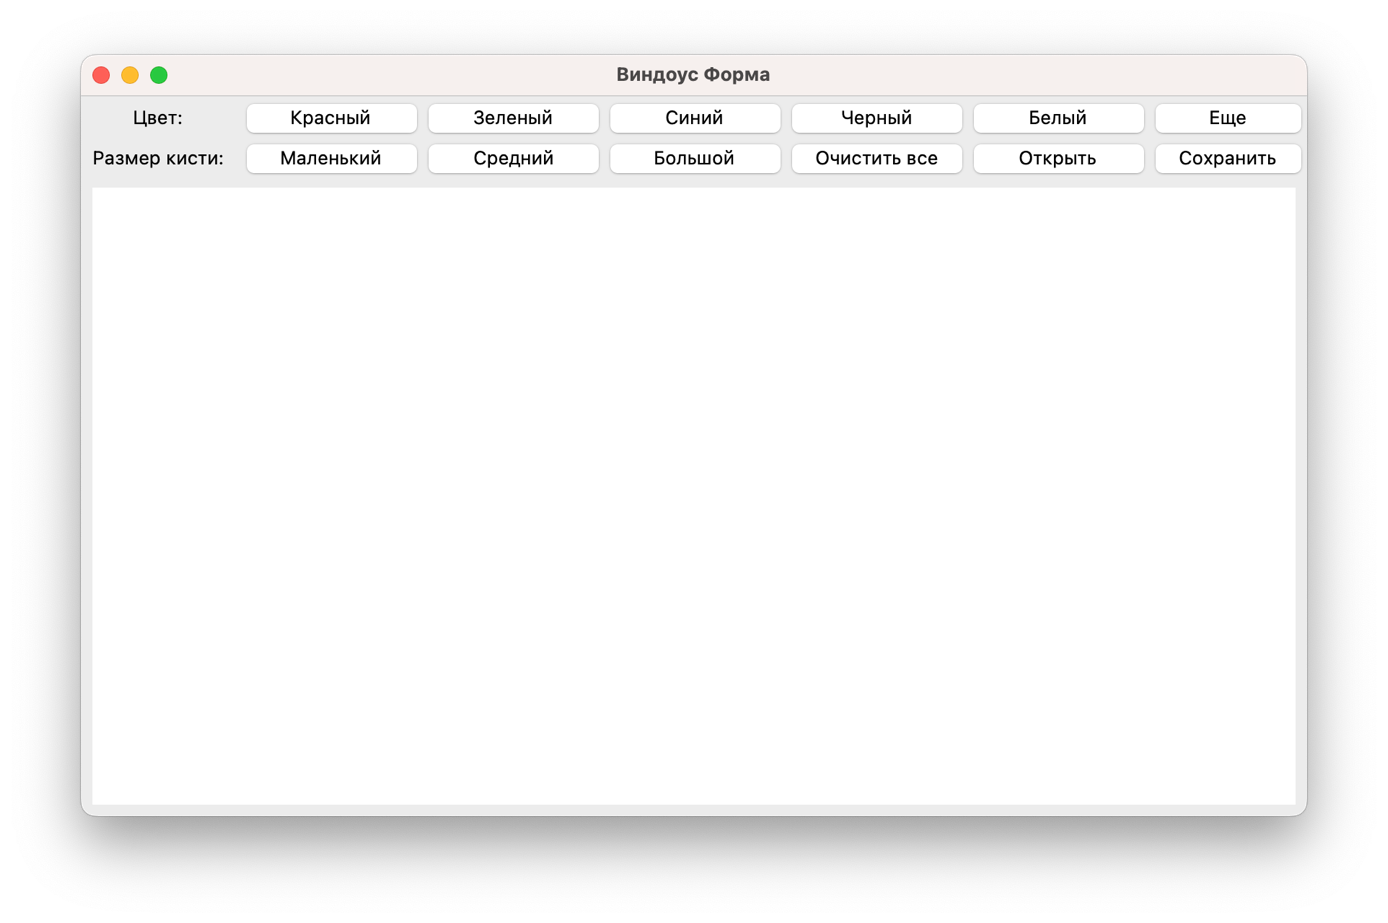 Виндоус Форма
Цвет: Красный Зеленый Синий Черный Белый Еще
Размер кисти: Маленький Средний Большой Очистить все Открыть Сохранить